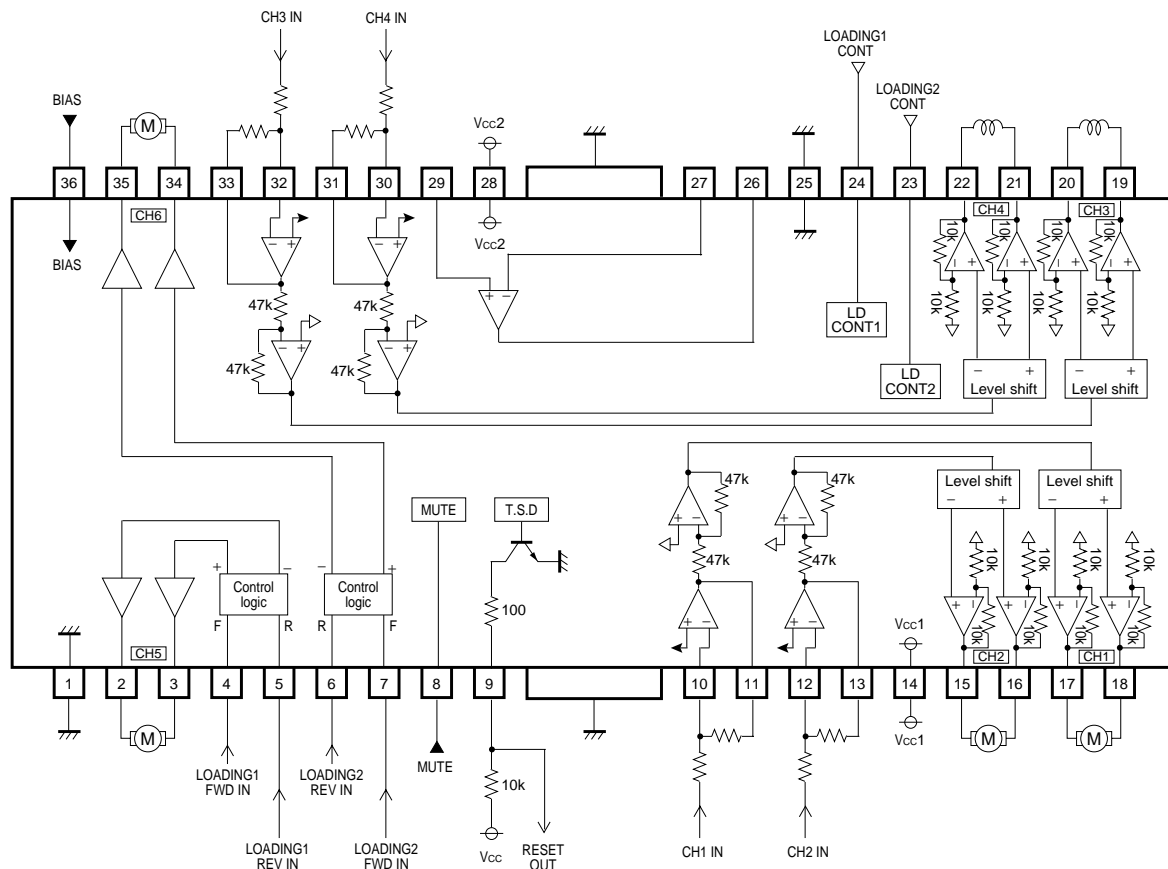 CH3 IN
CH4 IN
LOADING1
CONT
LOADING2
CONT
BIAS
M
Vcc2
36
35
34
33
32
31
30
29
28
27
26
25
24
23
22
21
20
19
CH6
CH4
CH3
BIAS
Vcc2
− +
− +
+ −
10k
10k
10k
10k
− +
− +
− +
− +
47k
47k
10k
10k
10k
10k
LD
CONT1
− +
− +
47k
47k
LD
CONT2
− +
Level shift
− +
Level shift
47k
47k
Level shift
− +
Level shift
− +
MUTE
T.S.D
+ −
+ −
47k
47k
10k
10k
10k
10k
+ −
Control
logic
F R
− +
Control
logic
R F
100
+ −
+ −
+ −
+ −
+ −
+ −
10k
10k
10k
10k
Vcc1
CH5
CH2
CH1
1
2
3
4
5
6
7
8
9
10
11
12
13
14
15
16
17
18
M
Vcc1
M
M
LOADING1
FWD IN
LOADING2
REV IN
MUTE
10k
LOADING1
REV IN
LOADING2
FWD IN
Vcc
RESET
OUT
CH1 IN
CH2 IN